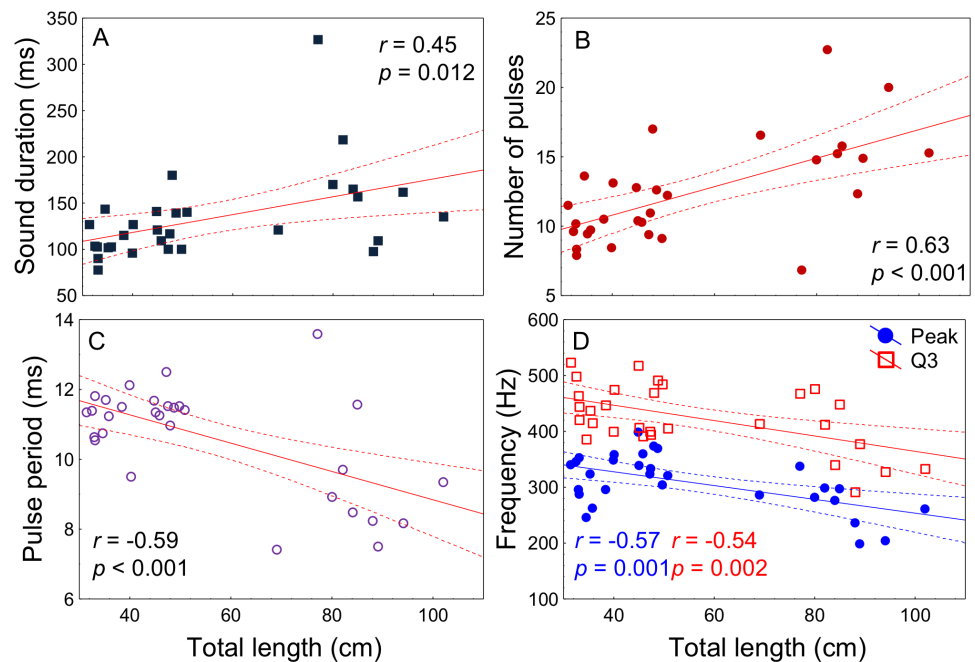 A
350
300
250
200
150
100
50
Sound duration (ms)
r = 0.45
p = 0.012
B
25
20
15
10
5
Number of pulses
r = 0.63
p < 0.001
C
14
12
10
8
6
Pulse period (ms)
r = -0.59
p < 0.001
40 60 80 100
Total length (cm)
D
Peak
Q3
600
500
400
300
200
100
Frequency (Hz)
r = -0.57
p = 0.001
r = -0.54
p = 0.002
40 60 80 100
Total length (cm)